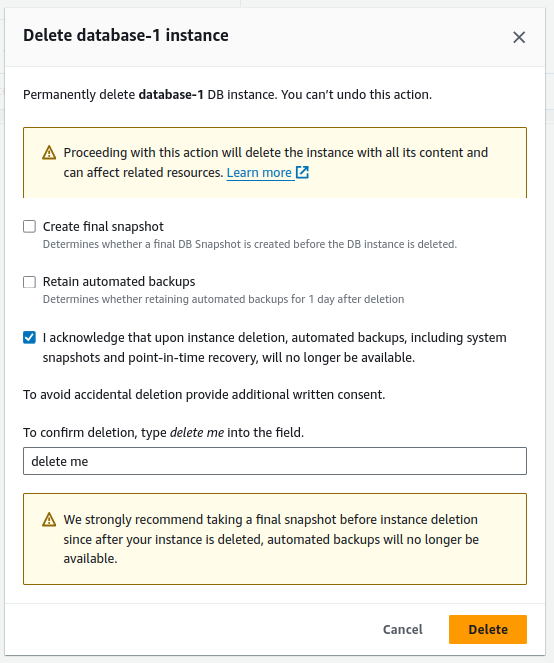 Delete database-1 instance
Permanently delete database-1 DB instance. You can't undo this action.
Proceeding with this action will delete the instance with all its content and
can affect related resources. Learn more
Create final snapshot
Determines whether a final DB Snapshot is created before the DB instance is deleted.
Retain automated backups
Determines whether retaining automated backups for 1 day after deletion
I acknowledge that upon instance deletion, automated backups, including system
snapshots and point-in-time recovery, will no longer be available.
To avoid accidental deletion provide additional written consent.
To confirm deletion, type delete me into the field.
delete me
We strongly recommend taking a final snapshot before instance deletion
since after your instance is deleted, automated backups will no longer be
available.
Cancel Delete